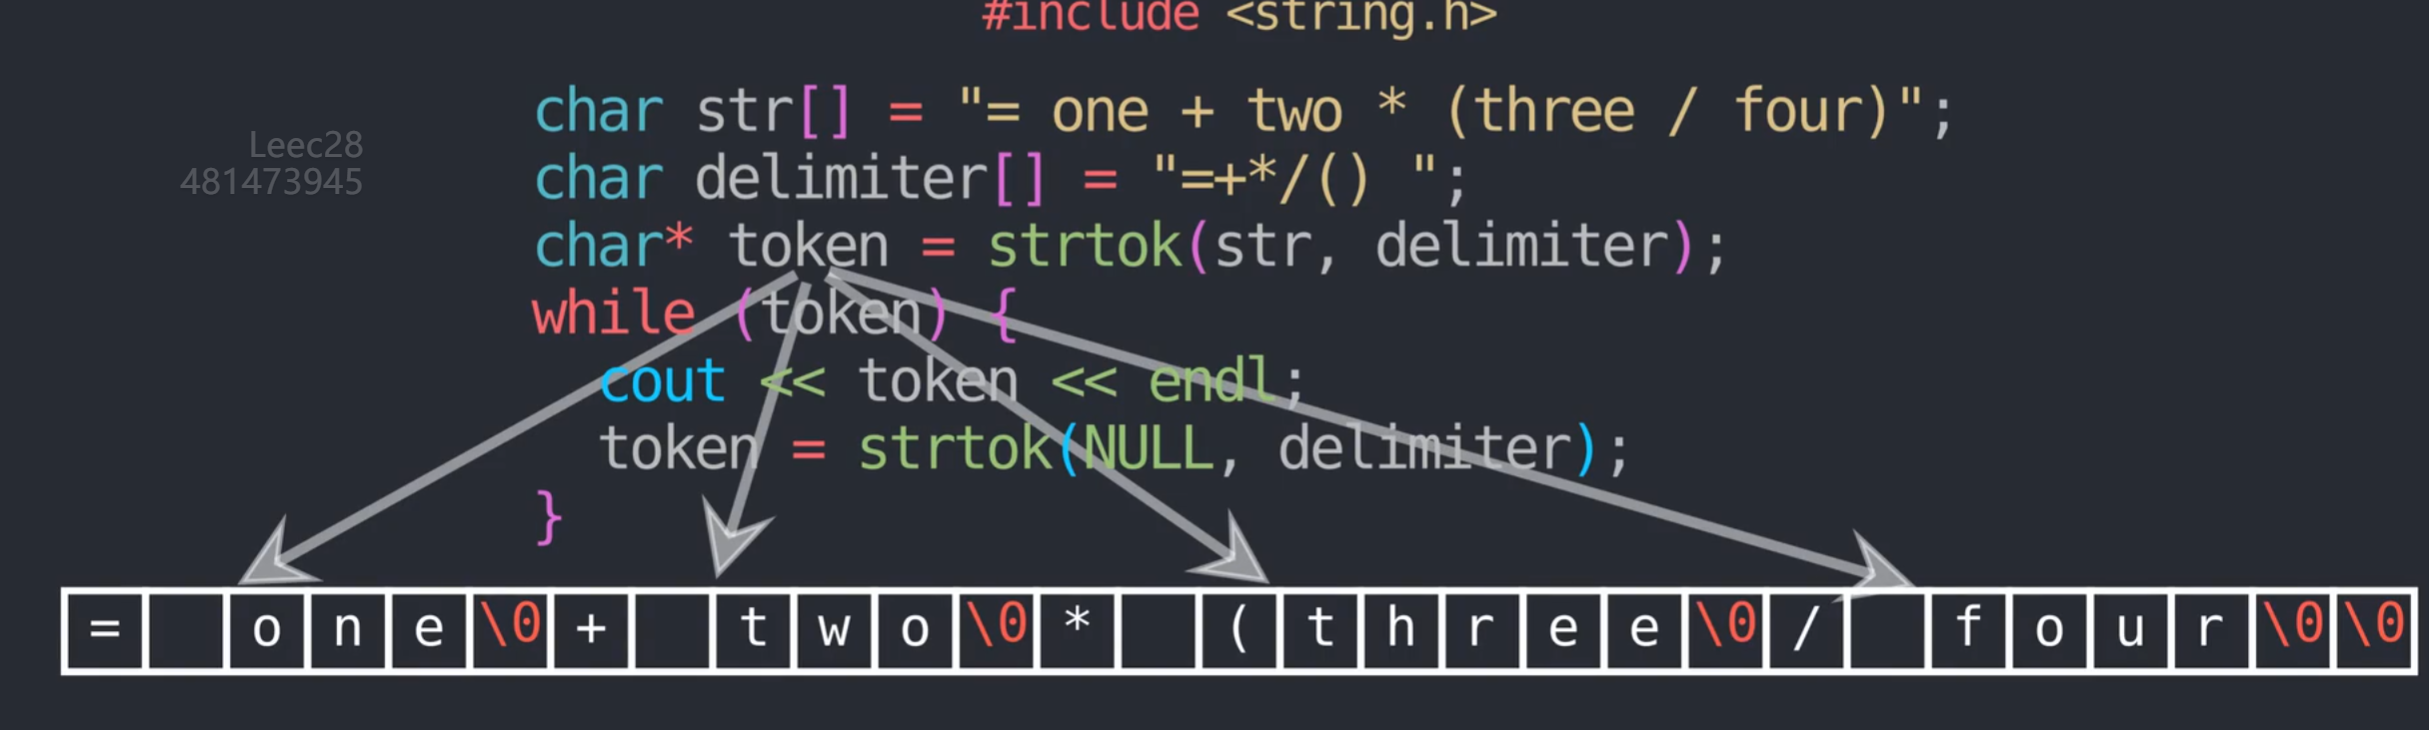 #include <string.h>
char str[] = "= one + two * (three / four)";
Leec28
481473945
char delimiter[] = "=+*/() ";
char* token = strtok(str, delimiter);
while (token) {
cout << token << endl;
token = strtok(NULL, delimiter);
}
=   o n e \0 +   t w o \0 *   ( t h r e e \0 /   f o u r \0 \0